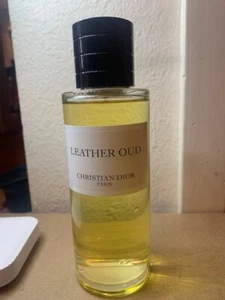 LEATHER OUD
CHRISTIAN DIOR
PARIS